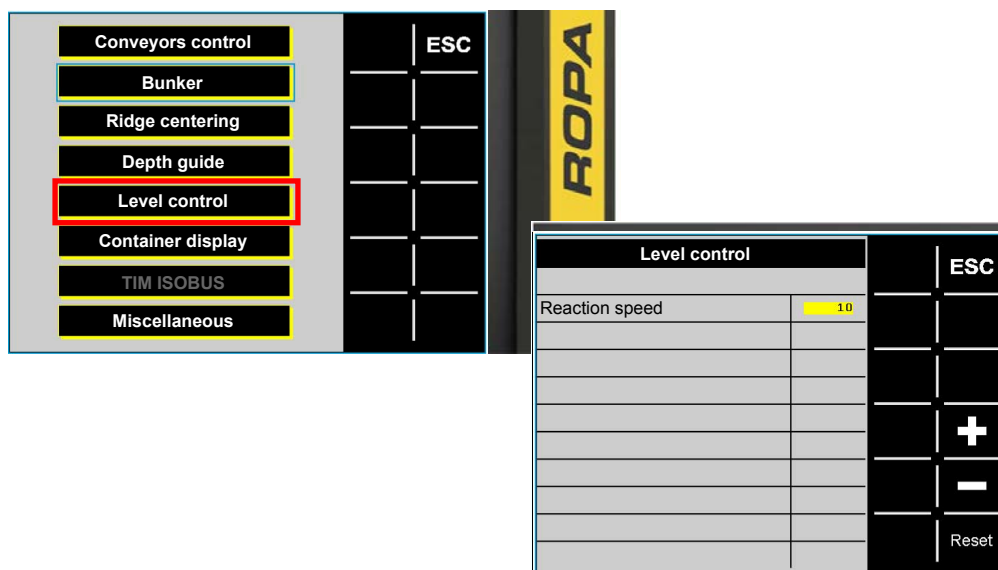 Conveyors control
ESC
Bunker
Ridge centering
Depth guide
Level control
Container display
TIM ISOBUS
Miscellaneous
ROPA
Level control
ESC
Reaction speed
10
Reset